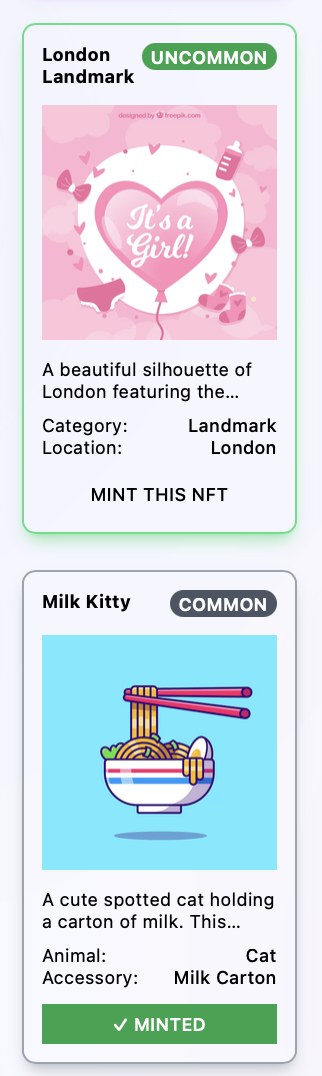 London
Landmark
UNCOMMON
designed by freepik.com
It's a
Girl!
A beautiful silhouette of
London featuring the...
Category: Landmark
Location: London
MINT THIS NFT
Milk Kitty
COMMON
A cute spotted cat holding
a carton of milk. This...
Animal: Cat
Accessory: Milk Carton
✓ MINTED